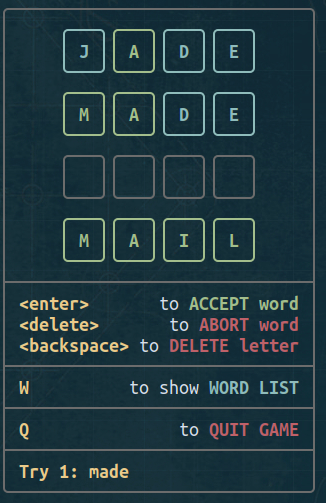 J A D E
M A D E
M A I L
<enter> to ACCEPT word
<delete> to ABORT word
<backspace> to DELETE letter
W to show WORD LIST
Q to QUIT GAME
Try 1: made